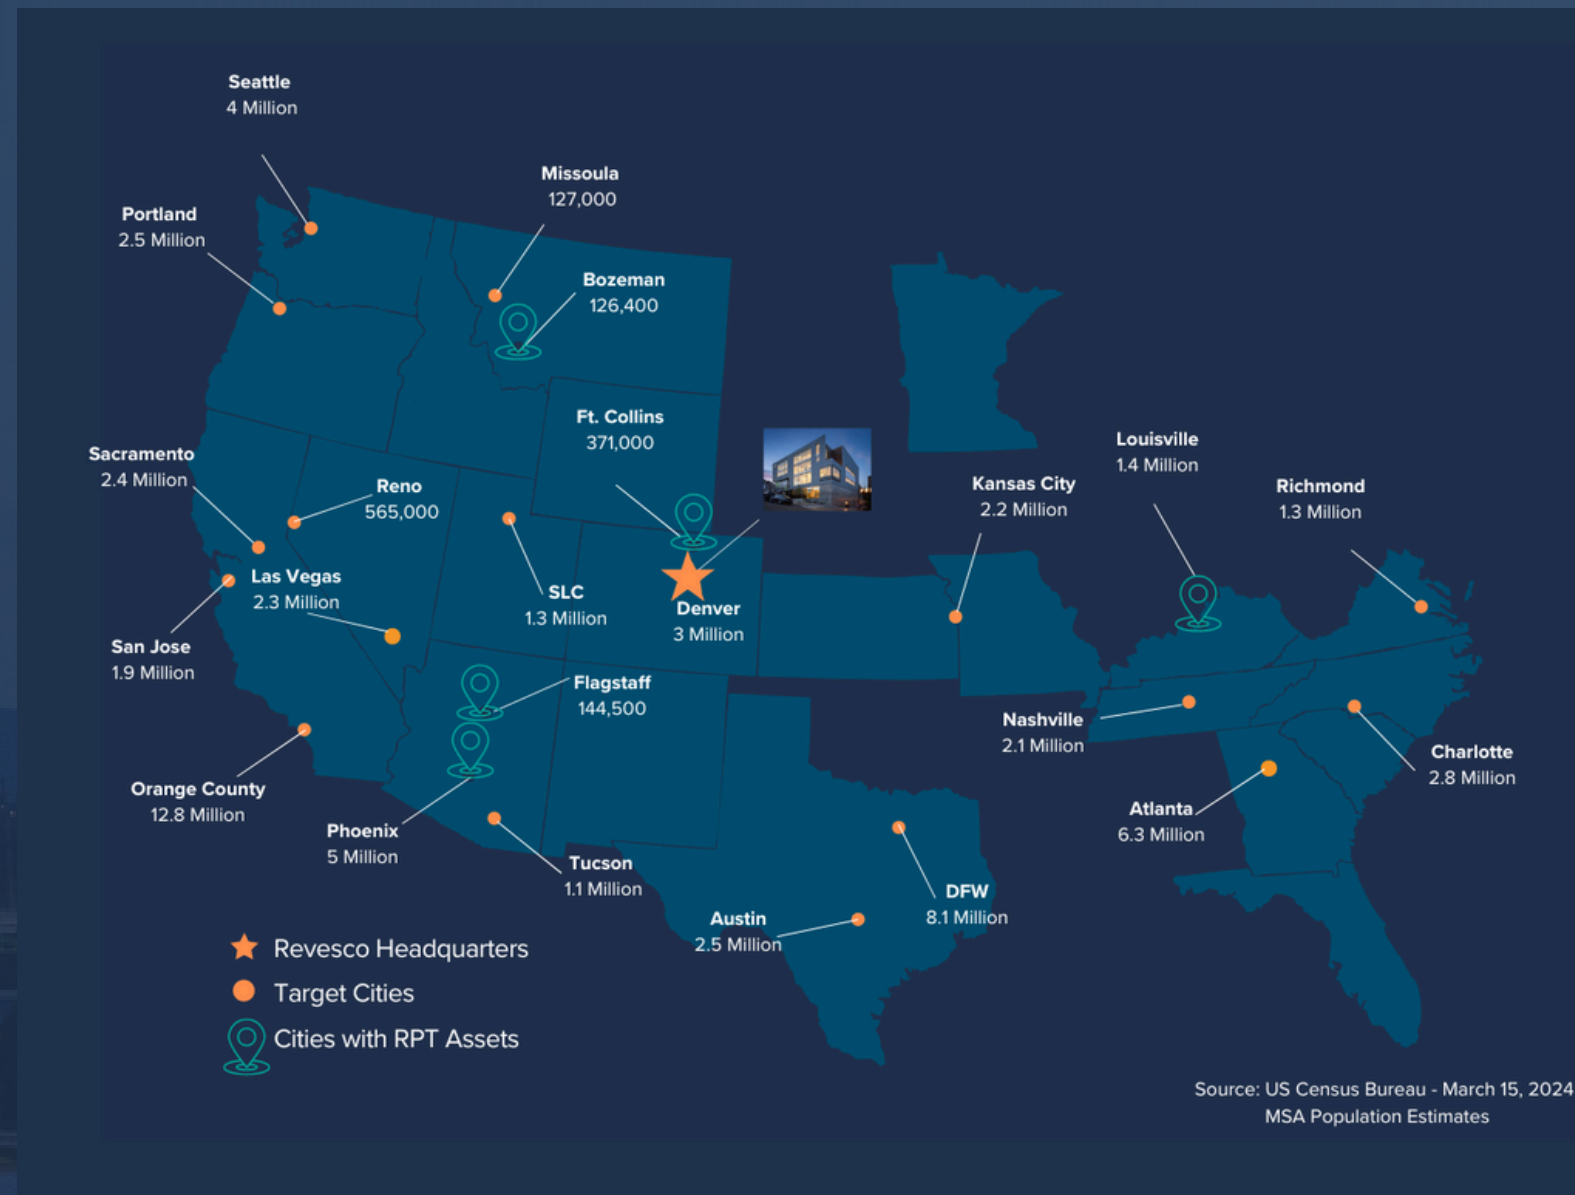 Seattle
4 Million
Missoula
127,000
Portland
2.5 Million
Bozeman
126,400
Ft. Collins
371,000
Louisville
1.4 Million
Sacramento
2.4 Million
Reno
565,000
Kansas City
2.2 Million
Richmond
1.3 Million
Las Vegas
2.3 Million
SLC
1.3 Million
Denver
3 Million
San Jose
1.9 Million
Flagstaff
144,500
Nashville
2.1 Million
Charlotte
2.8 Million
Orange County
12.8 Million
Phoenix
5 Million
Atlanta
6.3 Million
Tucson
1.1 Million
DFW
8.1 Million
Austin
2.5 Million
Revesco Headquarters
Target Cities
Cities with RPT Assets
Source: US Census Bureau - March 15, 2024
MSA Population Estimates